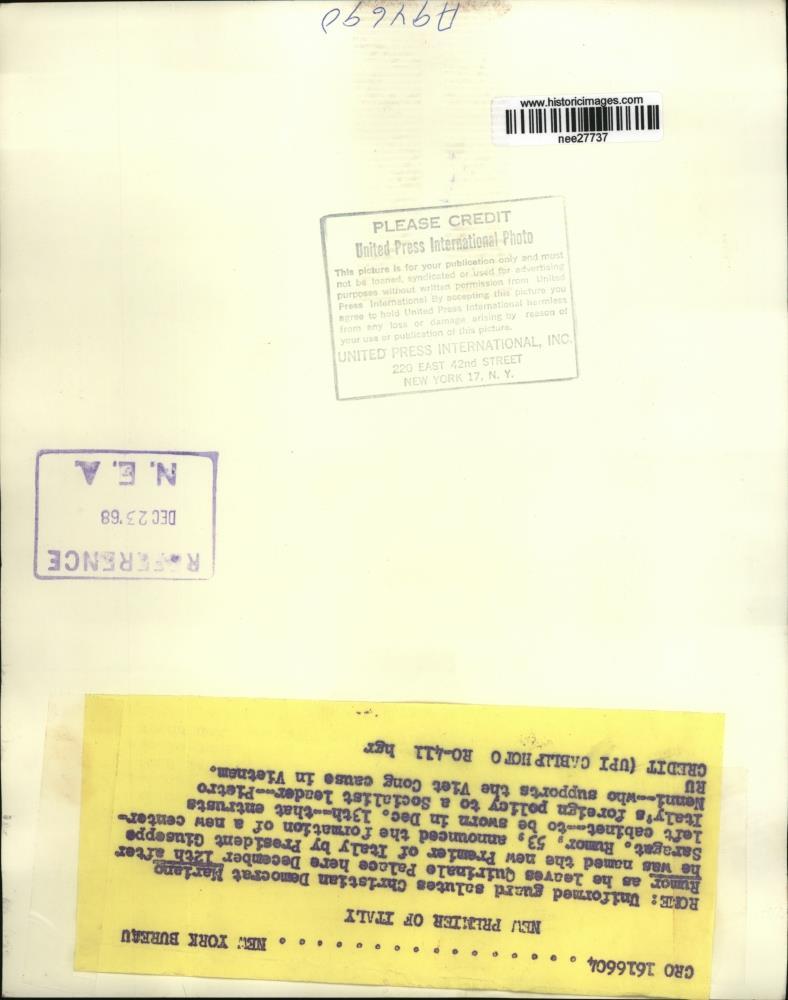 A94690
www.historicimages.com
nee27737
PLEASE CREDIT
United Press International Photo
This picture is for your publication only and must
not be loaned, syndicated or used for advertising
purposes without written permission from United
Press International By accepting this picture you
agree to hold United Press International harmless
from any loss or damage arising by reason of
your use or publication of this picture.
UNITED PRESS INTERNATIONAL, INC.
220 EAST 42nd STREET
NEW YORK 17, N. Y.
REFERENCE
DEC 23 '68
N. E. A.
CRO 1616604 . . . . . . . . . . . . . . . . . . . NEW YORK BUREAU
NEW PREMIER OF ITALY
ROME: Uniformed guard salutes Christian Democrat Mariano
Rumor as he leaves Quirinale Palace here December 12th after
he was named the new Premier of Italy by President Giuseppe
Saragat. Rumor, 53, announced the formation of a new center-
left cabinet--to be sworn in Dec. 13th--that entrusts
Italy's foreign policy to a Socialist leader--Pietro
Nenni--who supports the Viet Cong cause in Vietnam.
RU
CREDIT (UPI CABLEPHOTO RO-411 hgr